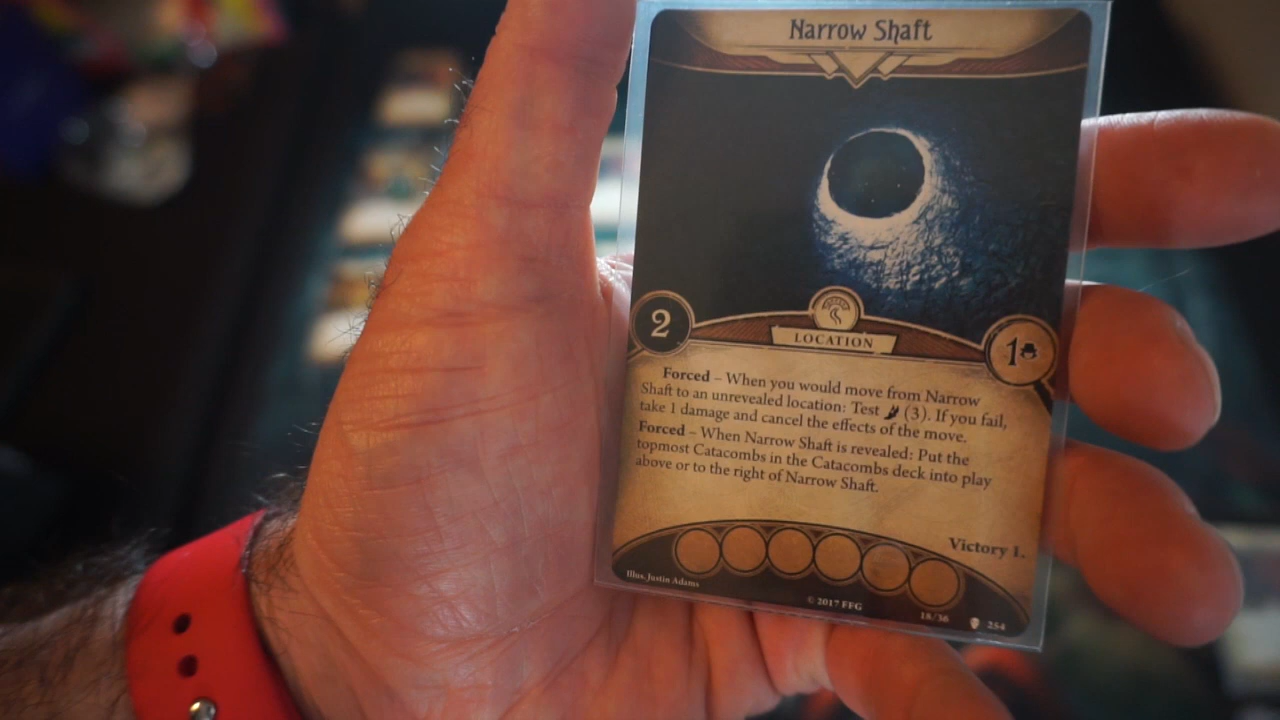 Narrow Shaft
2
LOCATION
1
Forced – When you would move from Narrow
Shaft to an unrevealed location: Test (3). If you fail,
take 1 damage and cancel the effects of the move.
Forced – When Narrow Shaft is revealed: Put the
topmost Catacombs in the Catacombs deck into play
above or to the right of Narrow Shaft.
Victory 1.
Illus. Justin Adams
© 2017 FFG
18/36
254